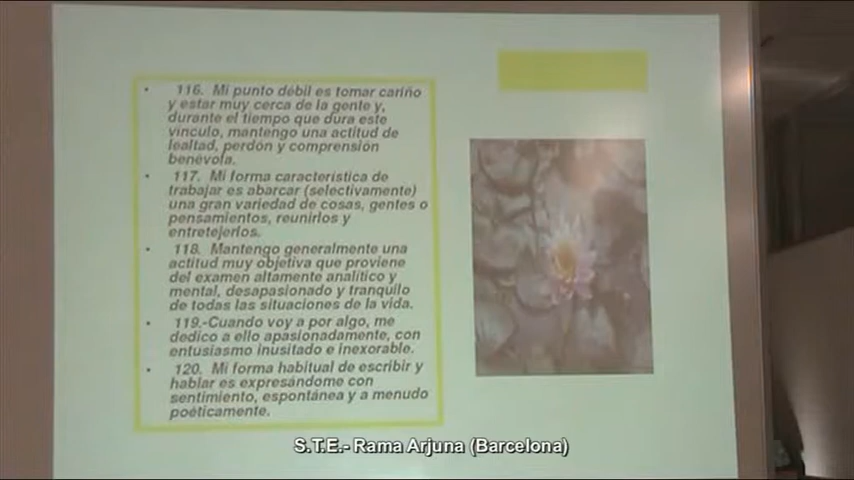 • 116. Mi punto débil es tomar cariño
y estar muy cerca de la gente y,
durante el tiempo que dura este
vínculo, mantengo una actitud de
lealtad, perdón y comprensión
benévola.
• 117. Mi forma característica de
trabajar es abarcar (selectivamente)
una gran variedad de cosas, gentes o
pensamientos, reunirlos y
entretejerlos.
• 118. Mantengo generalmente una
actitud muy objetiva que proviene
del examen altamente analítico y
mental, desapasionado y tranquilo
de todas las situaciones de la vida.
• 119.-Cuando voy a por algo, me
dedico a ello apasionadamente, con
entusiasmo inusitado e inexorable.
• 120. Mi forma habitual de escribir y
hablar es expresándome con
sentimiento, espontánea y a menudo
poéticamente.
S.T.E.- Rama Arjuna (Barcelona)